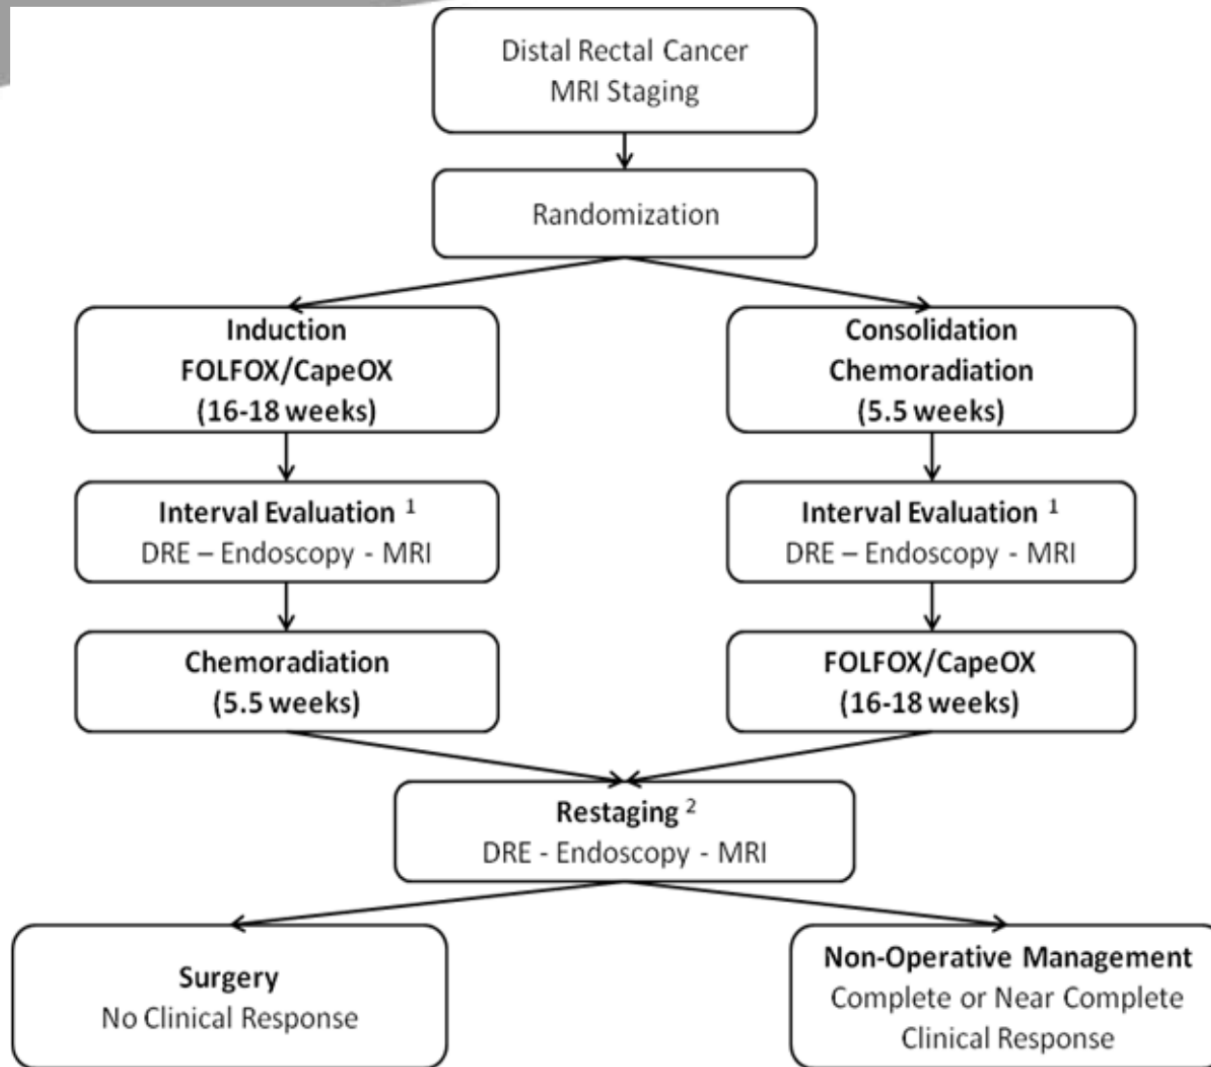 Distal Rectal Cancer
MRI Staging
Randomization
Induction
FOLFOX/CapeOX
(16-18 weeks)
Consolidation
Chemoradiation
(5.5 weeks)
Interval Evaluation 1
DRE – Endoscopy - MRI
Interval Evaluation 1
DRE – Endoscopy - MRI
Chemoradiation
(5.5 weeks)
FOLFOX/CapeOX
(16-18 weeks)
Restaging 2
DRE - Endoscopy - MRI
Surgery
No Clinical Response
Non-Operative Management
Complete or Near Complete
Clinical Response